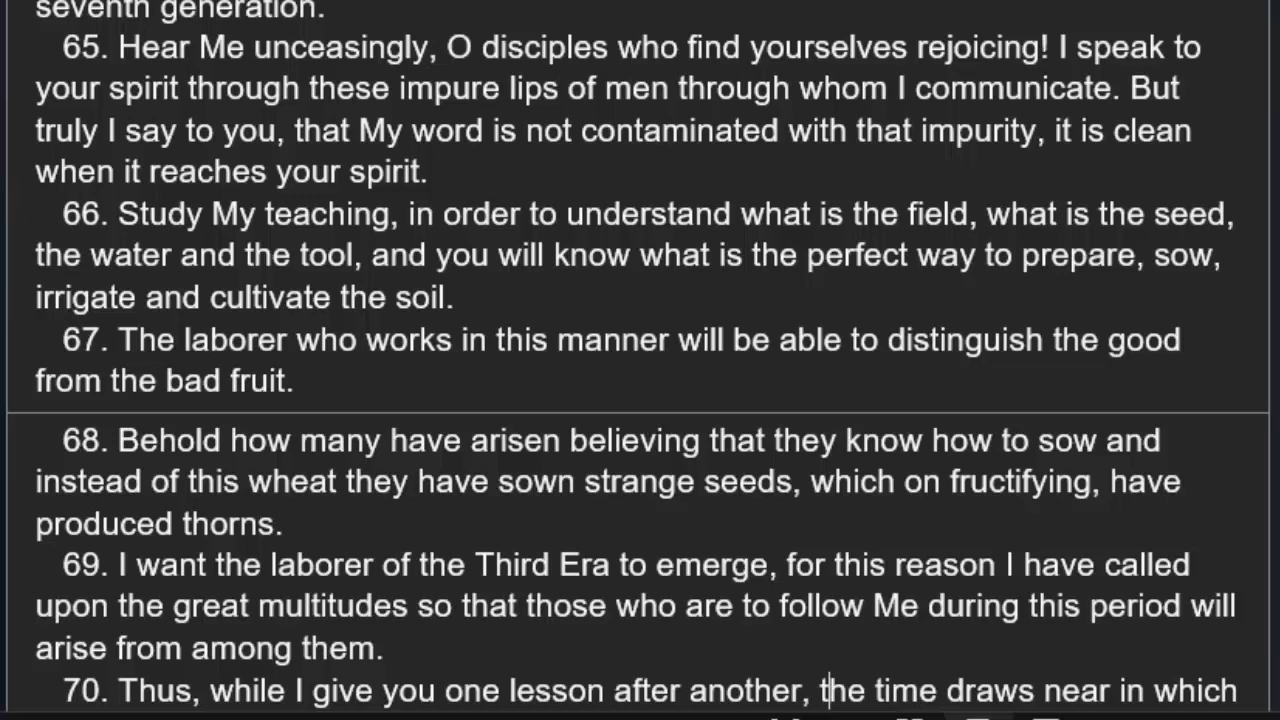 seventh generation.
65. Hear Me unceasingly, O disciples who find yourselves rejoicing! I speak to
your spirit through these impure lips of men through whom I communicate. But
truly I say to you, that My word is not contaminated with that impurity, it is clean
when it reaches your spirit.
66. Study My teaching, in order to understand what is the field, what is the seed,
the water and the tool, and you will know what is the perfect way to prepare, sow,
irrigate and cultivate the soil.
67. The laborer who works in this manner will be able to distinguish the good
from the bad fruit.
68. Behold how many have arisen believing that they know how to sow and
instead of this wheat they have sown strange seeds, which on fructifying, have
produced thorns.
69. I want the laborer of the Third Era to emerge, for this reason I have called
upon the great multitudes so that those who are to follow Me during this period will
arise from among them.
70. Thus, while I give you one lesson after another, the time draws near in which